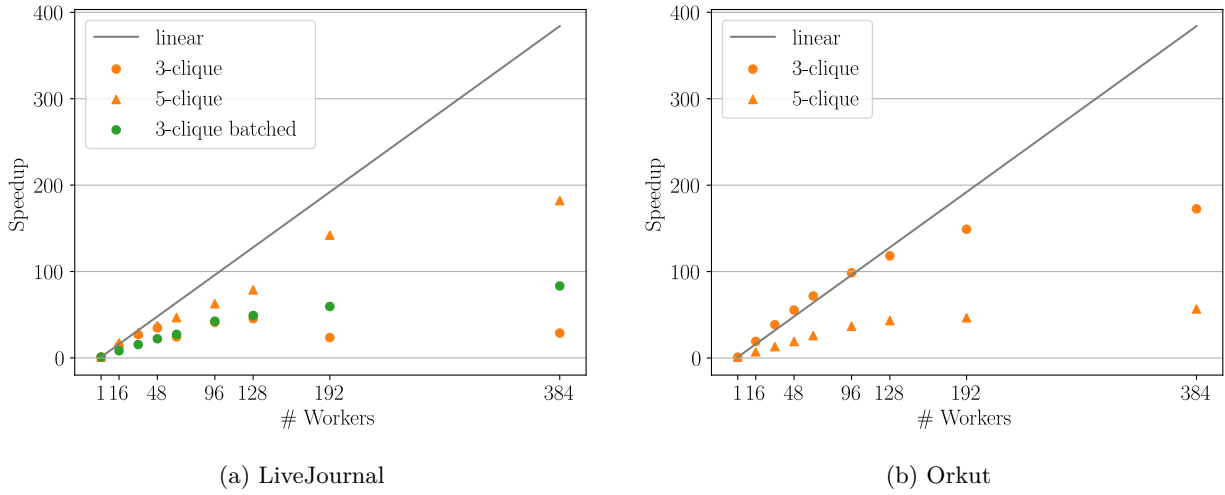 400
300
200
100
0
Speedup
linear
3-clique
5-clique
3-clique batched
1 16 48 96 128 192 384
# Workers
(a) LiveJournal
400
300
200
100
0
Speedup
linear
3-clique
5-clique
1 16 48 96 128 192 384
# Workers
(b) Orkut